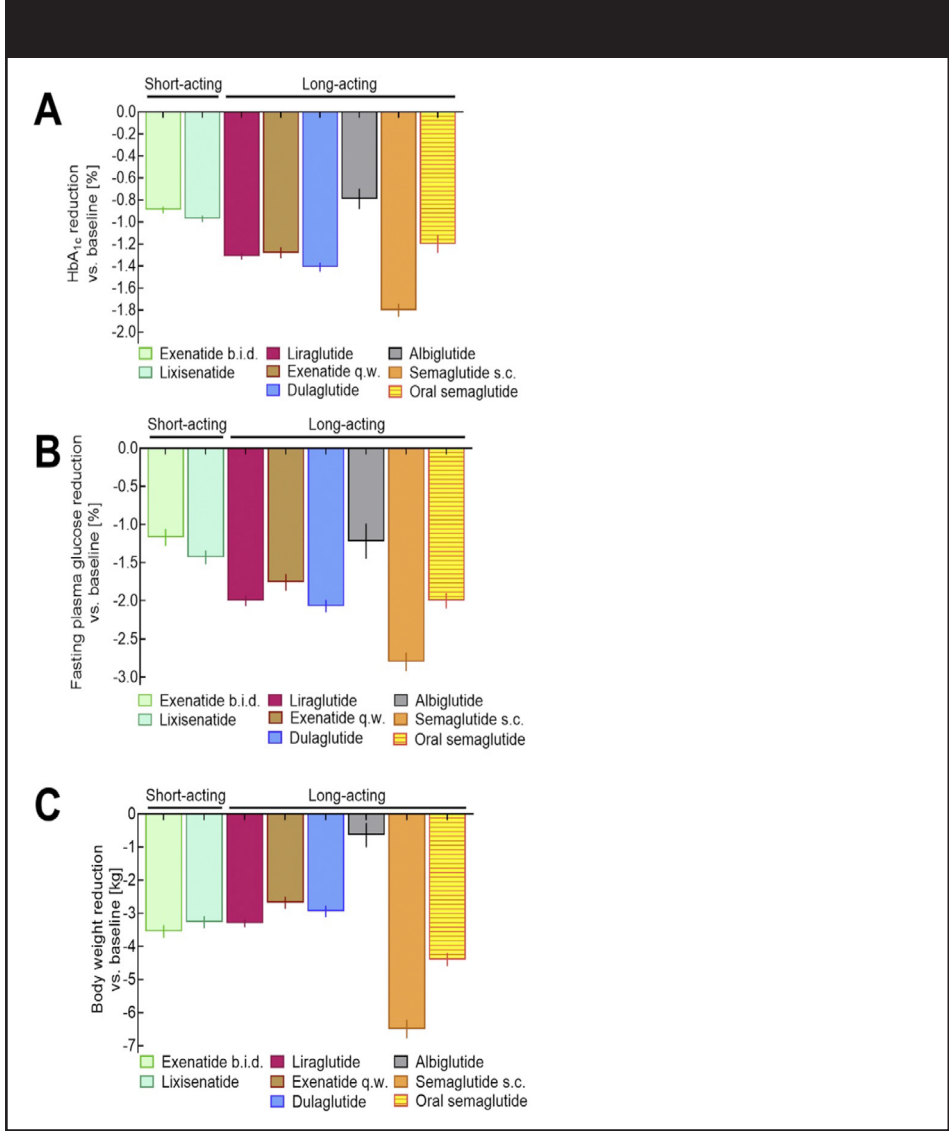 A
Short-acting Long-acting
HbA1c reduction
vs. baseline [%]
0.0
-0.2
-0.4
-0.6
-0.8
-1.0
-1.2
-1.4
-1.6
-1.8
-2.0
Exenatide b.i.d. Liraglutide Albiglutide
Lixisenatide Exenatide q.w. Semaglutide s.c.
Dulaglutide Oral semaglutide
B
Short-acting Long-acting
Fasting plasma glucose reduction
vs. baseline [%]
0.0
-0.5
-1.0
-1.5
-2.0
-2.5
-3.0
Exenatide b.i.d. Liraglutide Albiglutide
Lixisenatide Exenatide q.w. Semaglutide s.c.
Dulaglutide Oral semaglutide
C
Short-acting Long-acting
Body weight reduction
vs. baseline [kg]
0
-1
-2
-3
-4
-5
-6
-7
Exenatide b.i.d. Liraglutide Albiglutide
Lixisenatide Exenatide q.w. Semaglutide s.c.
Dulaglutide Oral semaglutide